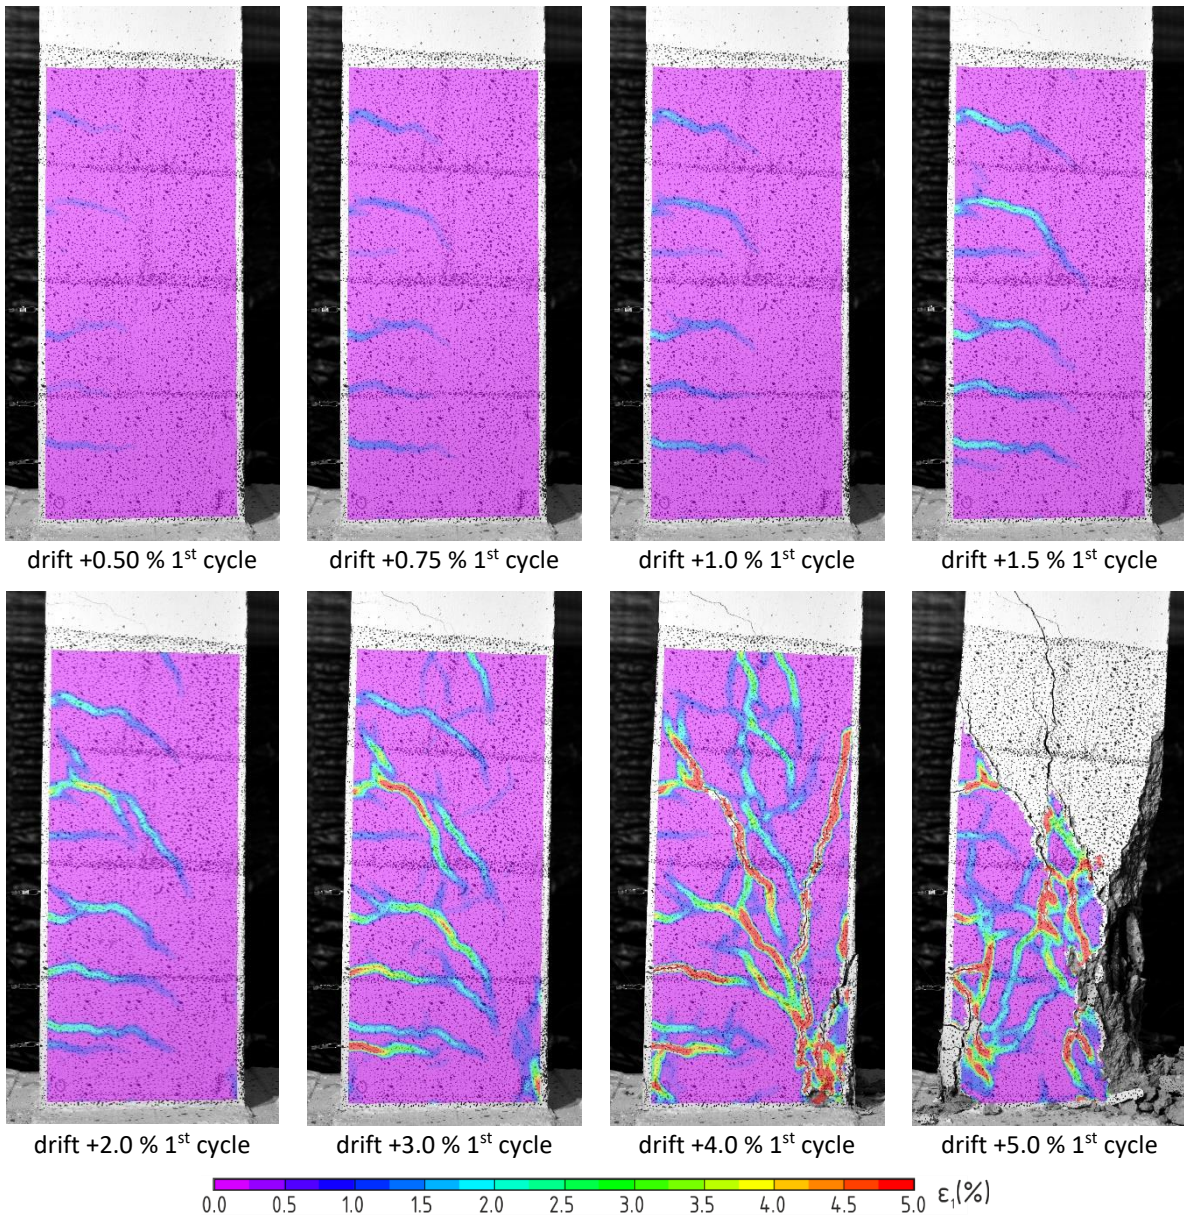 drift +0.50 % 1st cycle
drift +0.75 % 1st cycle
drift +1.0 % 1st cycle
drift +1.5 % 1st cycle
drift +2.0 % 1st cycle
drift +3.0 % 1st cycle
drift +4.0 % 1st cycle
drift +5.0 % 1st cycle
0.0 0.5 1.0 1.5 2.0 2.5 3.0 3.5 4.0 4.5 5.0 ε₁(%)